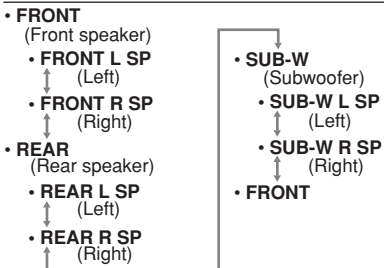 • FRONT
(Front speaker)
• FRONT L SP
(Left)
• FRONT R SP
(Right)
• REAR
(Rear speaker)
• REAR L SP
(Left)
• REAR R SP
(Right)
• SUB-W
(Subwoofer)
• SUB-W L SP
(Left)
• SUB-W R SP
(Right)
• FRONT